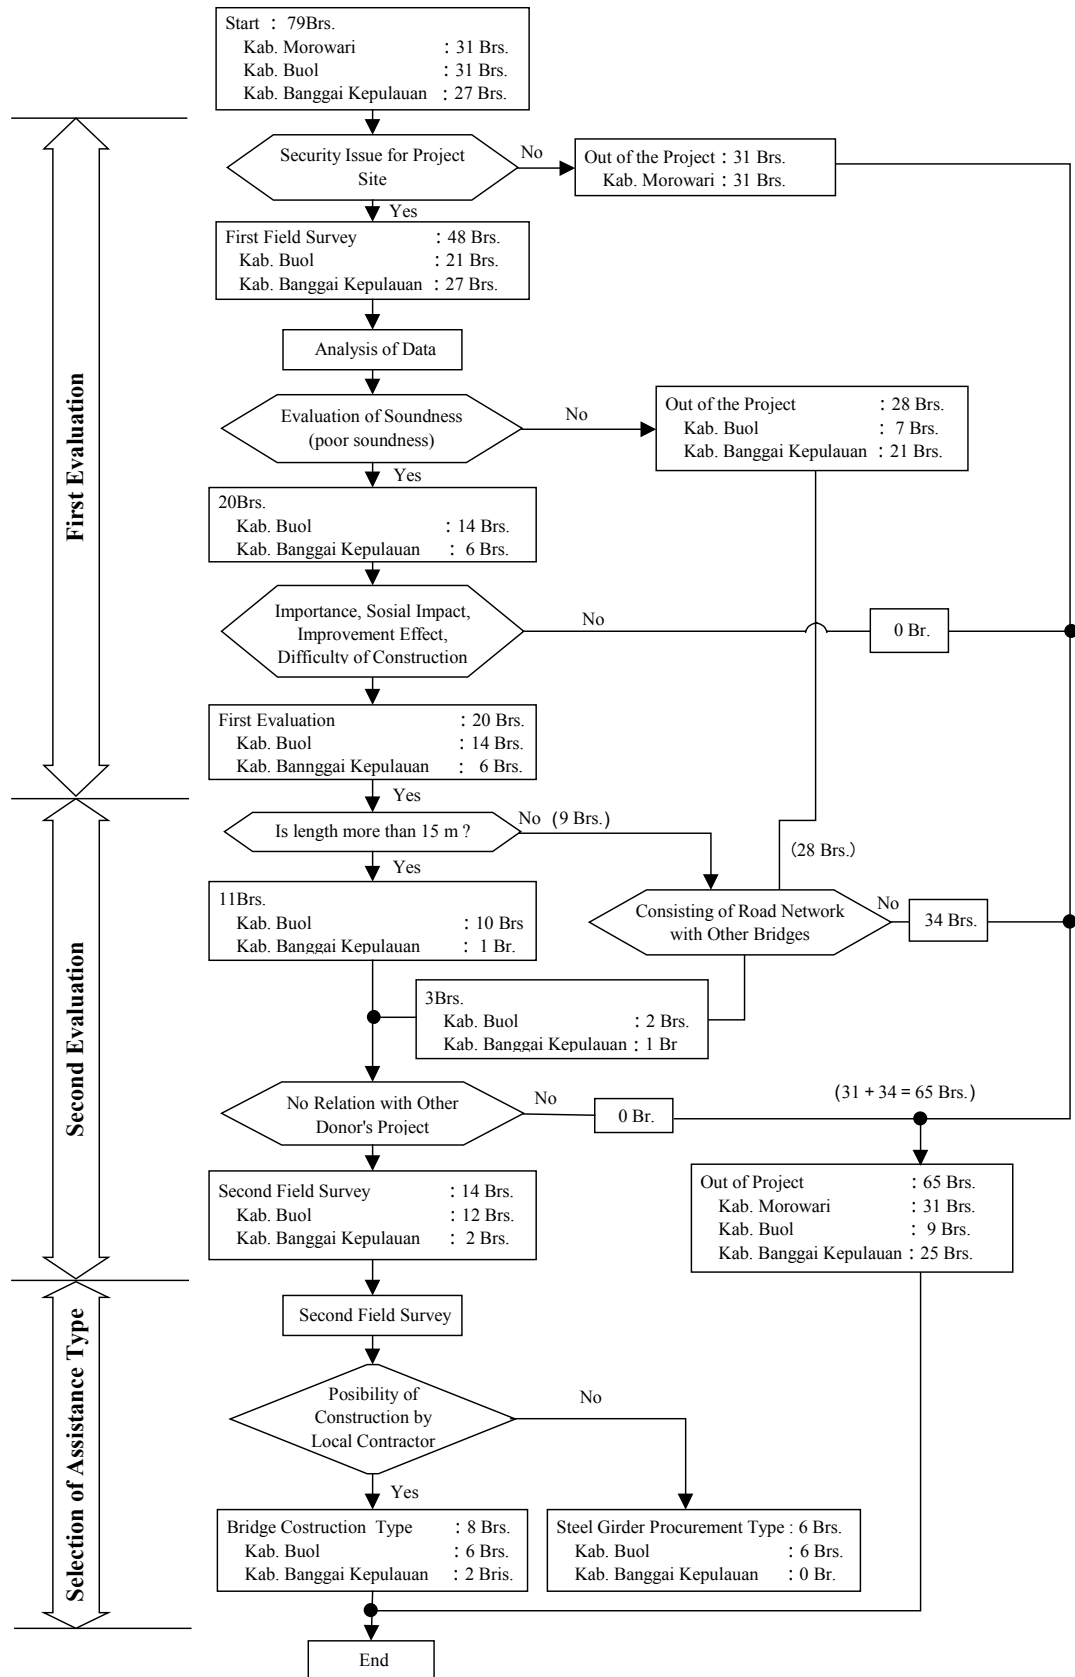 Start : 79Brs.
Kab. Morowari : 31 Brs.
Kab. Buol : 31 Brs.
Kab. Banggai Kepulauan : 27 Brs.
Security Issue for Project
Site
No
Out of the Project : 31 Brs.
Kab. Morowari : 31 Brs.
Yes
First Field Survey : 48 Brs.
Kab. Buol : 21 Brs.
Kab. Banggai Kepulauan : 27 Brs.
Analysis of Data
First Evaluation
Evaluation of Soundness
(poor soundness)
No
Out of the Project : 28 Brs.
Kab. Buol : 7 Brs.
Kab. Banggai Kepulauan : 21 Brs.
Yes
20Brs.
Kab. Buol : 14 Brs.
Kab. Banggai Kepulauan : 6 Brs.
Importance, Sosial Impact,
Improvement Effect,
Difficulty of Construction
No
0 Br.
First Evaluation : 20 Brs.
Kab. Buol : 14 Brs.
Kab. Bannggai Kepulauan : 6 Brs.
Yes
Is length more than 15 m ?
No (9 Brs.)
(28 Brs.)
Yes
11Brs.
Kab. Buol : 10 Brs
Kab. Banggai Kepulauan : 1 Br.
Consisting of Road Network
with Other Bridges
No
34 Brs.
Second Evaluation
3Brs.
Kab. Buol : 2 Brs.
Kab. Banggai Kepulauan : 1 Br
No Relation with Other
Donor's Project
No
0 Br.
(31 + 34 = 65 Brs.)
Second Field Survey : 14 Brs.
Kab. Buol : 12 Brs.
Kab. Banggai Kepulauan : 2 Brs.
Out of Project : 65 Brs.
Kab. Morowari : 31 Brs.
Kab. Buol : 9 Brs.
Kab. Banggai Kepulauan : 25 Brs.
Selection of Assistance Type
Second Field Survey
Posibility of
Construction by
Local Contractor
No
Yes
Bridge Costruction Type : 8 Brs.
Kab. Buol : 6 Brs.
Kab. Banggai Kepulauan : 2 Bris.
Steel Girder Procurement Type : 6 Brs.
Kab. Buol : 6 Brs.
Kab. Banggai Kepulauan : 0 Br.
End